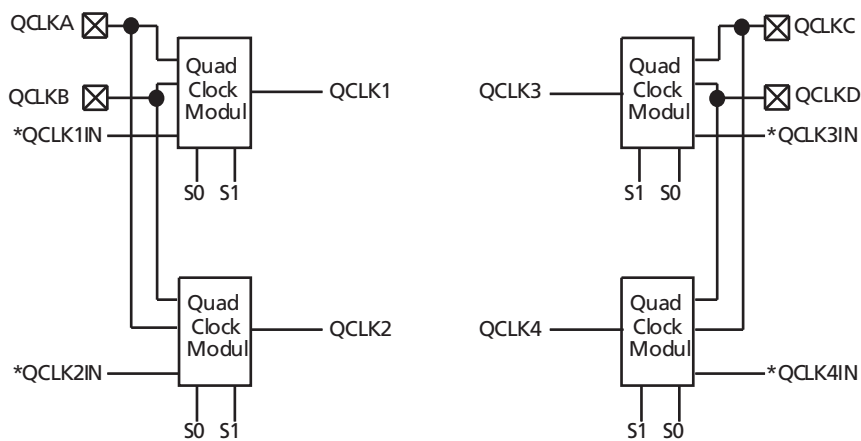 QCLKA
QCLKB
*QCLK1IN
Quad
Clock
Modul
QCLK1
S0 S1
QCLK3
Quad
Clock
Modul
QCLKC
QCLKD
*QCLK3IN
S1 S0
*QCLK2IN
Quad
Clock
Modul
QCLK2
S0 S1
QCLK4
Quad
Clock
Modul
*QCLK4IN
S1 S0